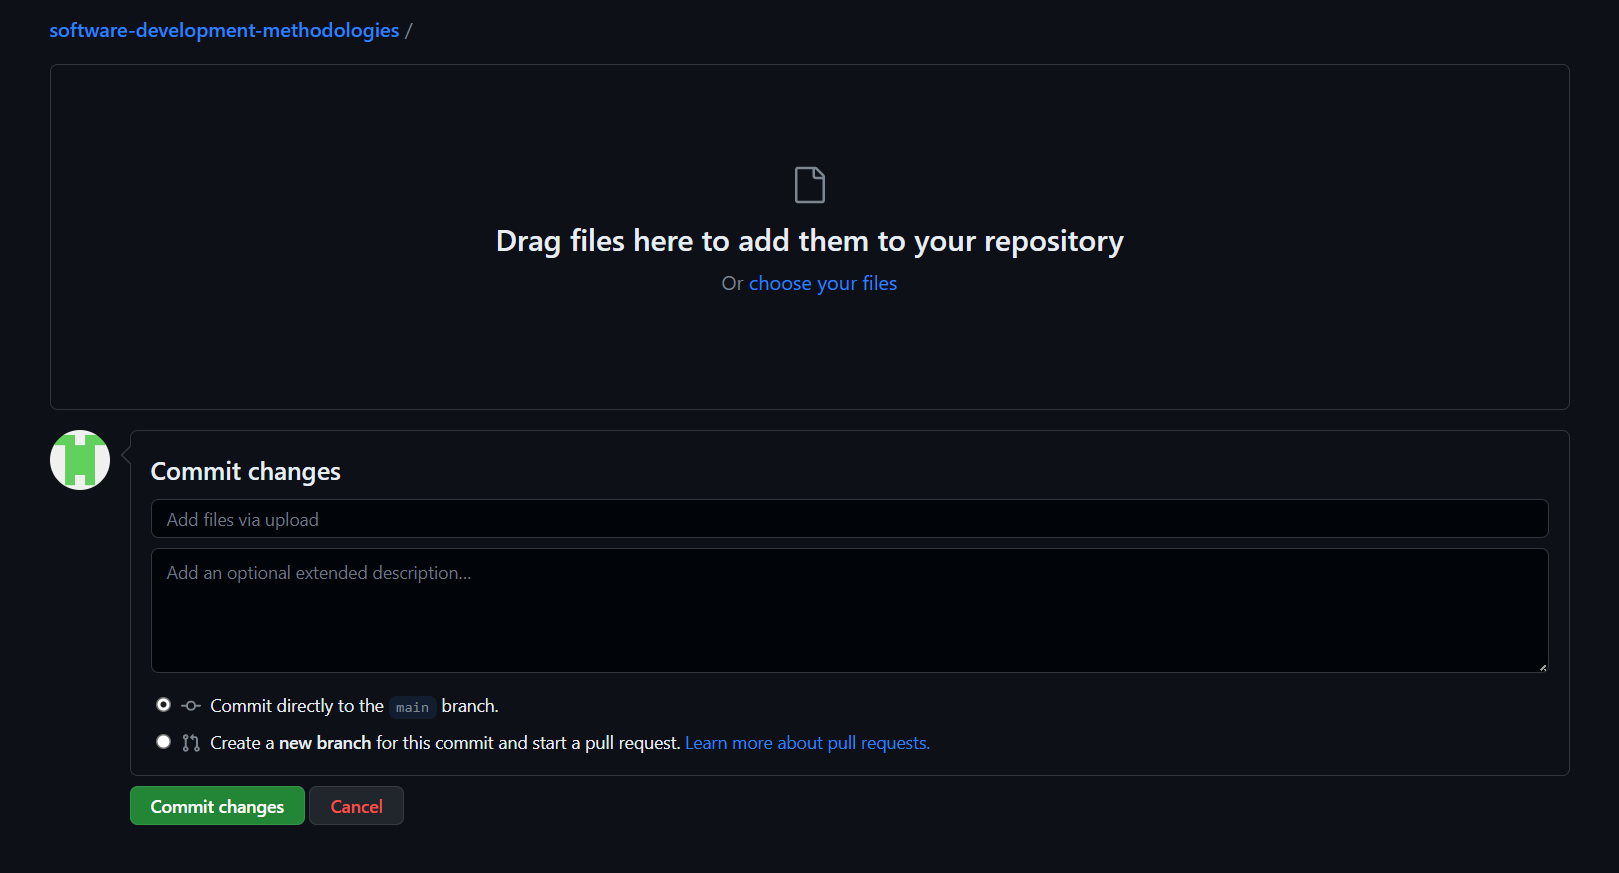 software-development-methodologies /
Drag files here to add them to your repository
Or choose your files
Commit changes
Add files via upload
Add an optional extended description...
Commit directly to the main branch.
Create a new branch for this commit and start a pull request. Learn more about pull requests.
Commit changes Cancel